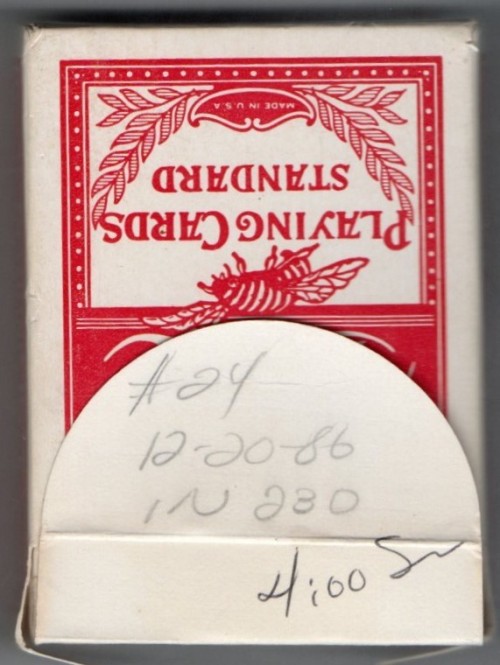 MADE IN U.S.A.
STANDARD
PLAYING CARDS
#24
12-20-86
IN 230
4:00